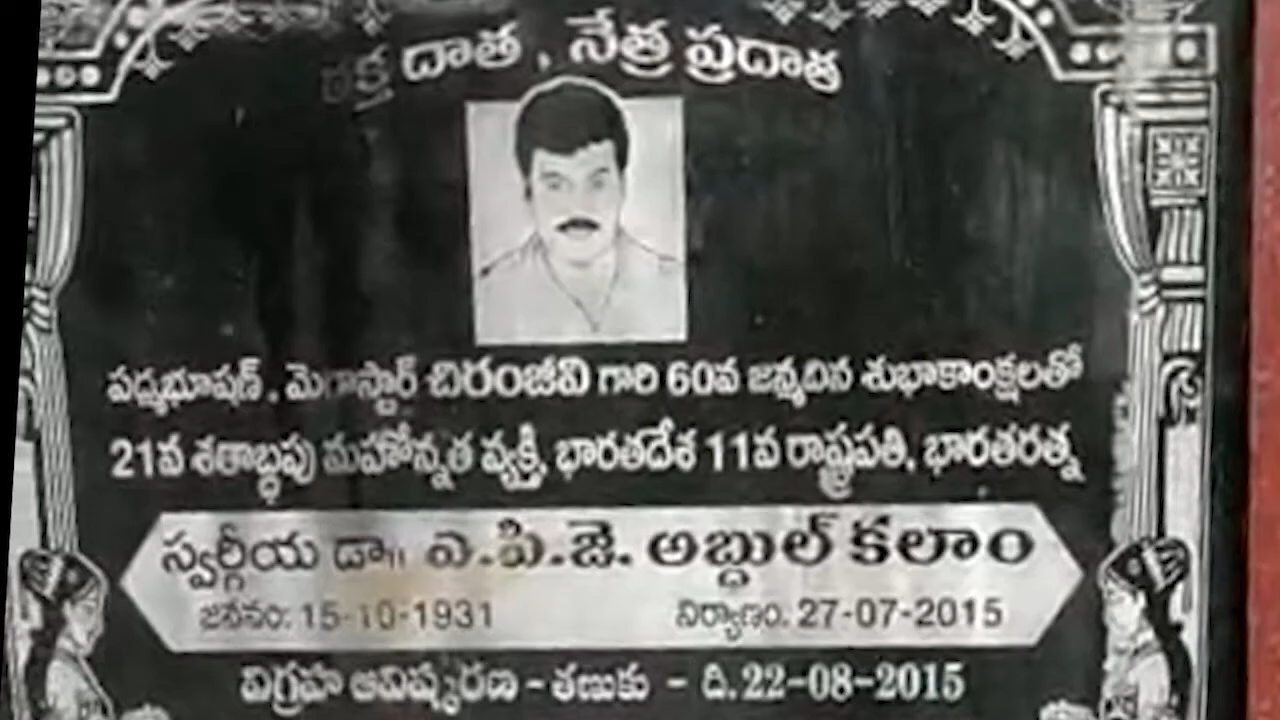 రక్త దాత, నేత్ర ప్రదాత
పద్మభూషణ్, మెగాస్టార్ చిరంజీవి గారి 60వ జన్మదిన శుభాకాంక్షలతో
21వ శతాబ్ధపు మహోన్నత వ్యక్తి, భారతదేశ 11వ రాష్ట్రపతి, భారతరత్న
స్వర్గీయ డా॥ ఎ.పి.జె. అబ్దుల్ కలాం
జననం: 15-10-1931 నిర్యాణం. 27-07-2015
విగ్రహ ఆవిష్కరణ - తణుకు - ది.22-08-2015